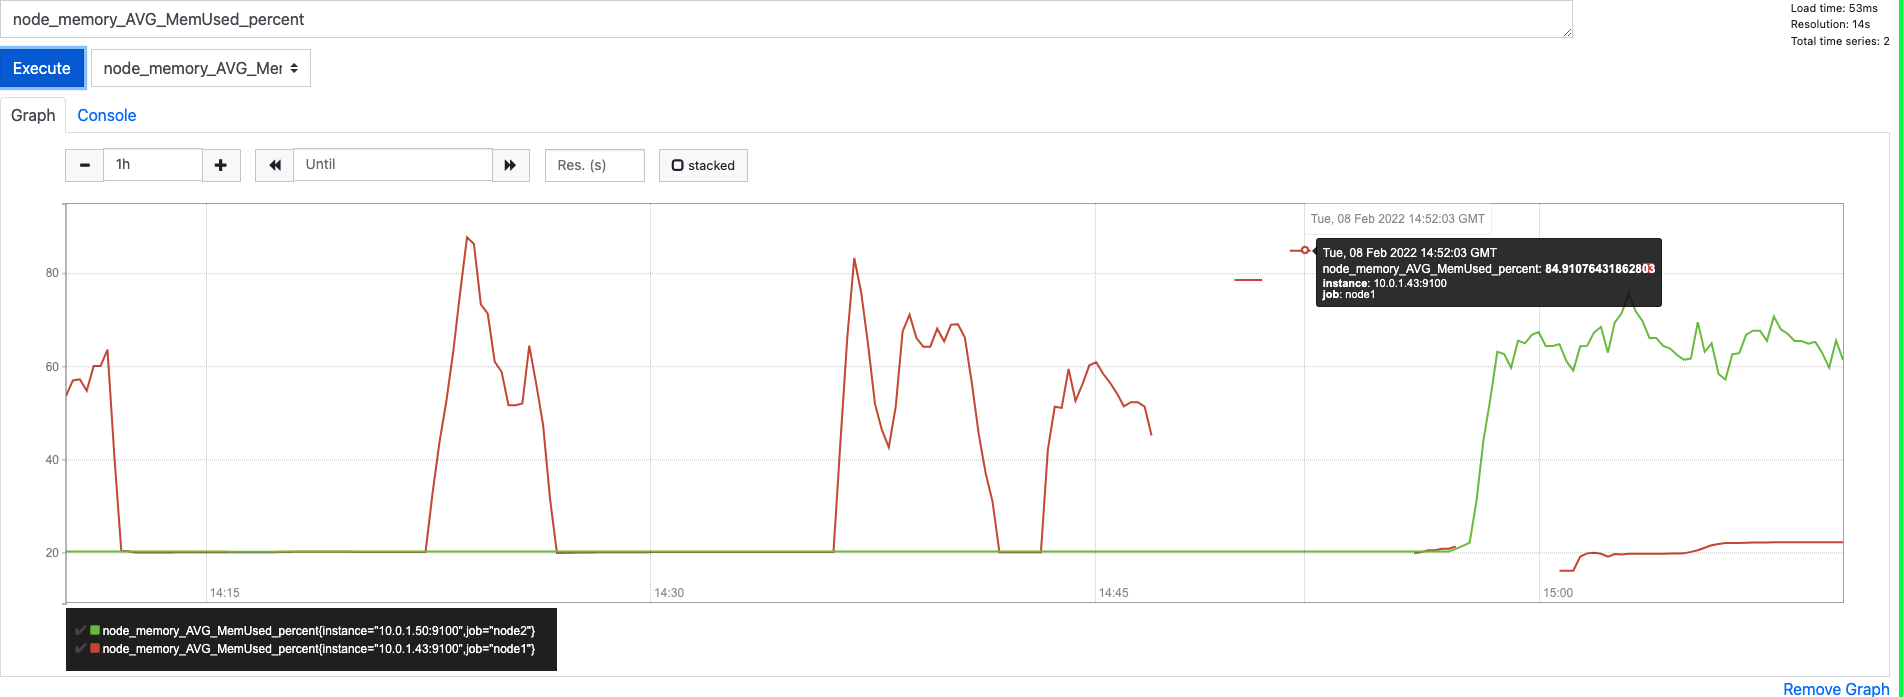 node_memory_AVG_MemUsed_percent
Load time: 53ms
Resolution: 14s
Total time series: 2
Execute
node_memory_AVG_Mer
Graph
Console
1h
Until
Res. (s)
stacked
Tue, 08 Feb 2022 14:52:03 GMT
Tue, 08 Feb 2022 14:52:03 GMT
node_memory_AVG_MemUsed_percent: 84.91076431862803
instance: 10.0.1.43:9100
job: node1
80
60
40
20
14:15
14:30
14:45
15:00
✔ node_memory_AVG_MemUsed_percent{instance="10.0.1.50:9100",job="node2"}
✔ node_memory_AVG_MemUsed_percent{instance="10.0.1.43:9100",job="node1"}
Remove Graph